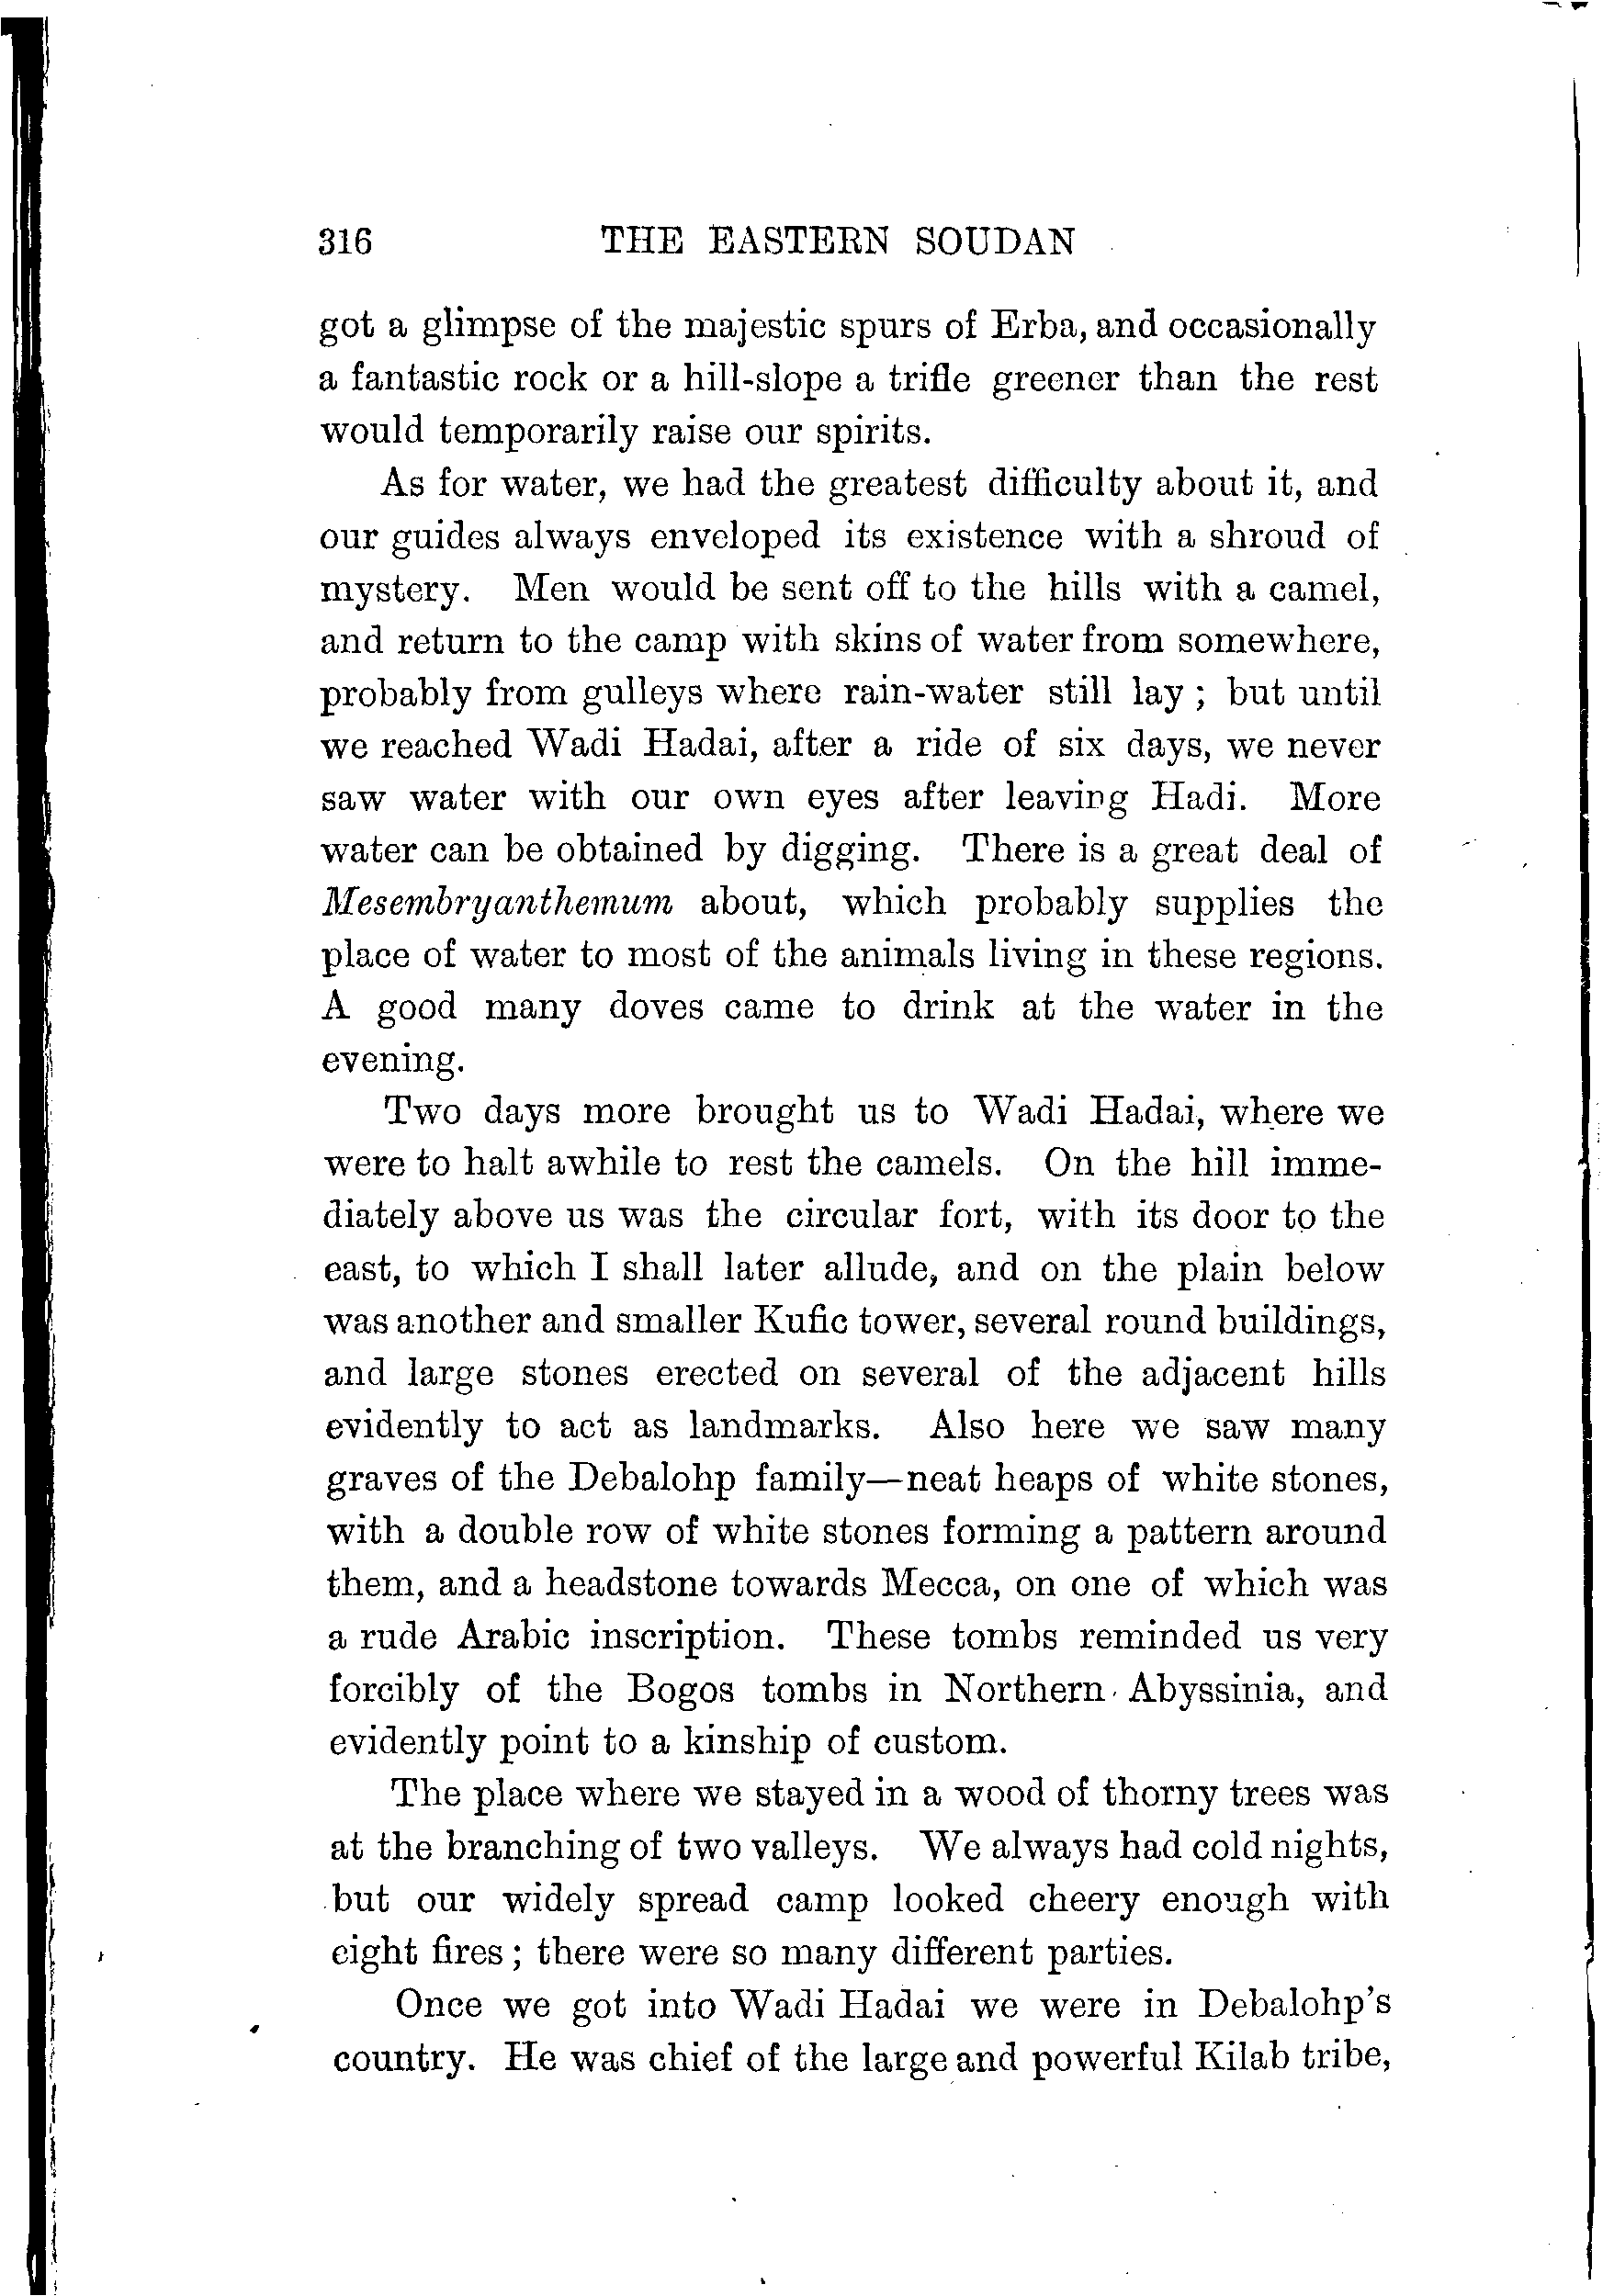 316 THE EASTERN SOUDAN
got a glimpse of the majestic spurs of Erba, and occasionally
a fantastic rock or a hill-slope a trifle greener than the rest
would temporarily raise our spirits.
As for water, we had the greatest difficulty about it, and
our guides always enveloped its existence with a shroud of
mystery. Men would be sent off to the hills with a camel,
and return to the camp with skins of water from somewhere,
probably from gulleys where rain-water still lay ; but until
we reached Wadi Hadai, after a ride of six days, we never
saw water with our own eyes after leaving Hadi. More
water can be obtained by digging. There is a great deal of
Mesembryanthemum about, which probably supplies the
place of water to most of the animals living in these regions.
A good many doves came to drink at the water in the
evening.
Two days more brought us to Wadi Hadai, where we
were to halt awhile to rest the camels. On the hill imme-
diately above us was the circular fort, with its door to the
east, to which I shall later allude, and on the plain below
was another and smaller Kufic tower, several round buildings,
and large stones erected on several of the adjacent hills
evidently to act as landmarks. Also here we saw many
graves of the Debalohp family—neat heaps of white stones,
with a double row of white stones forming a pattern around
them, and a headstone towards Mecca, on one of which was
a rude Arabic inscription. These tombs reminded us very
forcibly of the Bogos tombs in Northern Abyssinia, and
evidently point to a kinship of custom.
The place where we stayed in a wood of thorny trees was
at the branching of two valleys. We always had cold nights,
but our widely spread camp looked cheery enough with
eight fires ; there were so many different parties.
Once we got into Wadi Hadai we were in Debalohp's
country. He was chief of the large and powerful Kilab tribe,